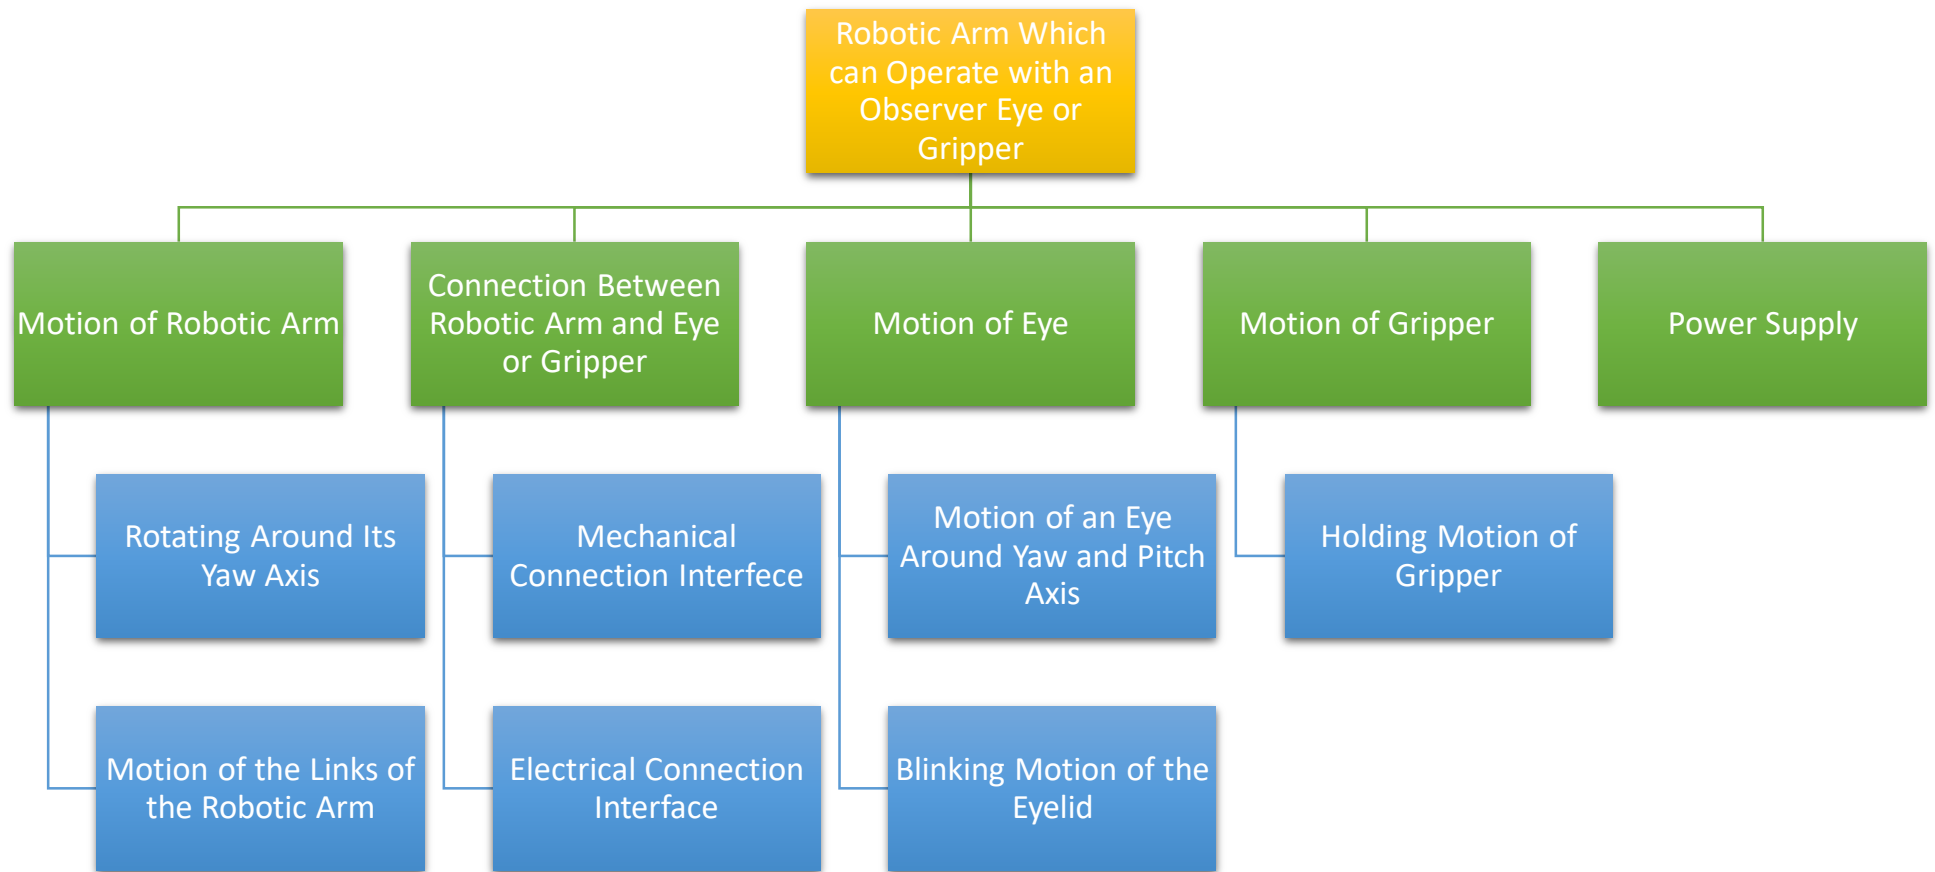 Robotic Arm Which
can Operate with an
Observer Eye or
Gripper
Motion of Robotic Arm
Connection Between
Robotic Arm and Eye
or Gripper
Motion of Eye
Motion of Gripper
Power Supply
Rotating Around Its
Yaw Axis
Mechanical
Connection Interfece
Motion of an Eye
Around Yaw and Pitch
Axis
Holding Motion of
Gripper
Motion of the Links of
the Robotic Arm
Electrical Connection
Interface
Blinking Motion of the
Eyelid